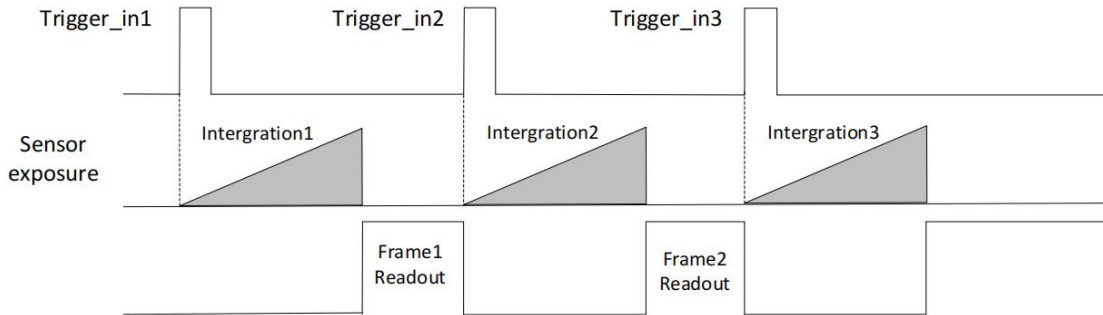 Trigger_in1
Trigger_in2
Trigger_in3
Intergration1
Intergration2
Intergration3
Sensor
exposure
Frame1
Readout
Frame2
Readout